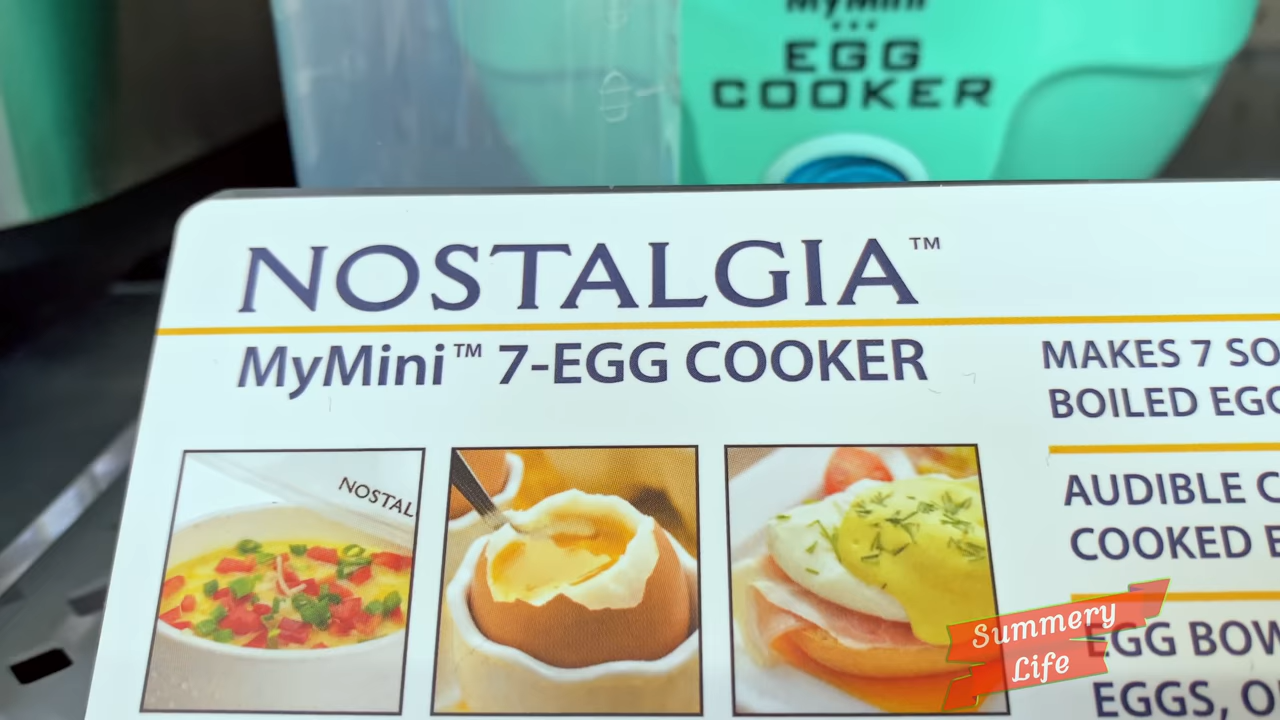 MyMini
EGG
COOKER
NOSTALGIA™
MyMini™ 7-EGG COOKER
MAKES 7 SO
BOILED EGG
AUDIBLE C
COOKED E
EGG BOW
EGGS, O
NOSTAL
Summery
Life